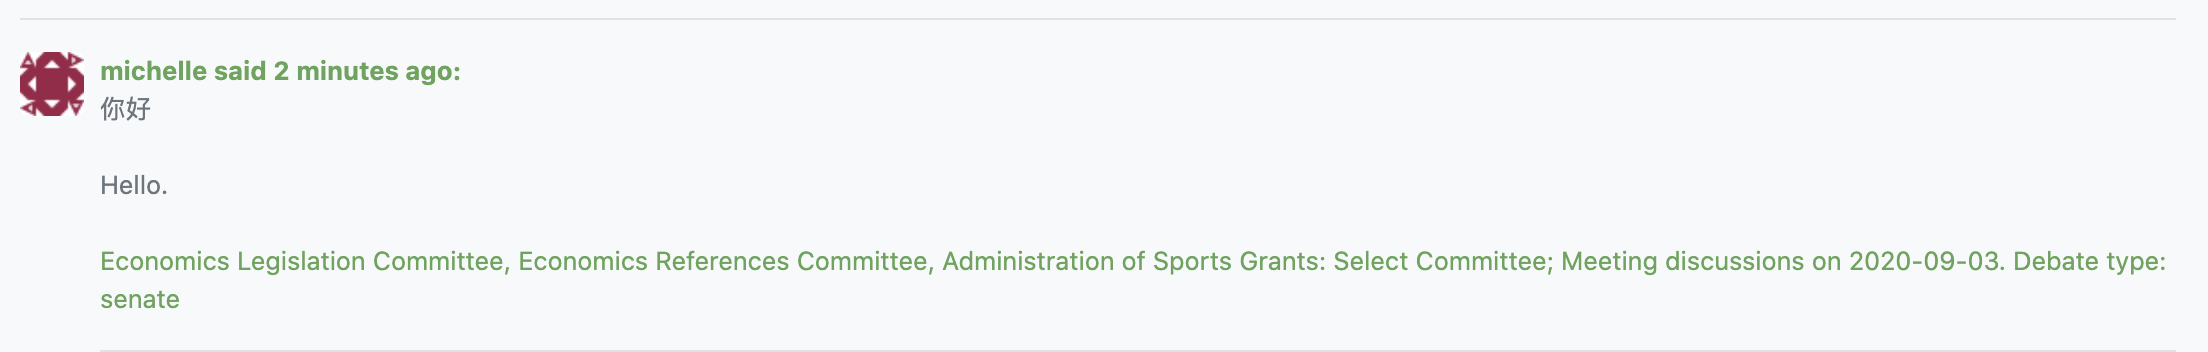 michelle said 2 minutes ago:
你好
Hello.
Economics Legislation Committee, Economics References Committee, Administration of Sports Grants: Select Committee; Meeting discussions on 2020-09-03. Debate type:
senate